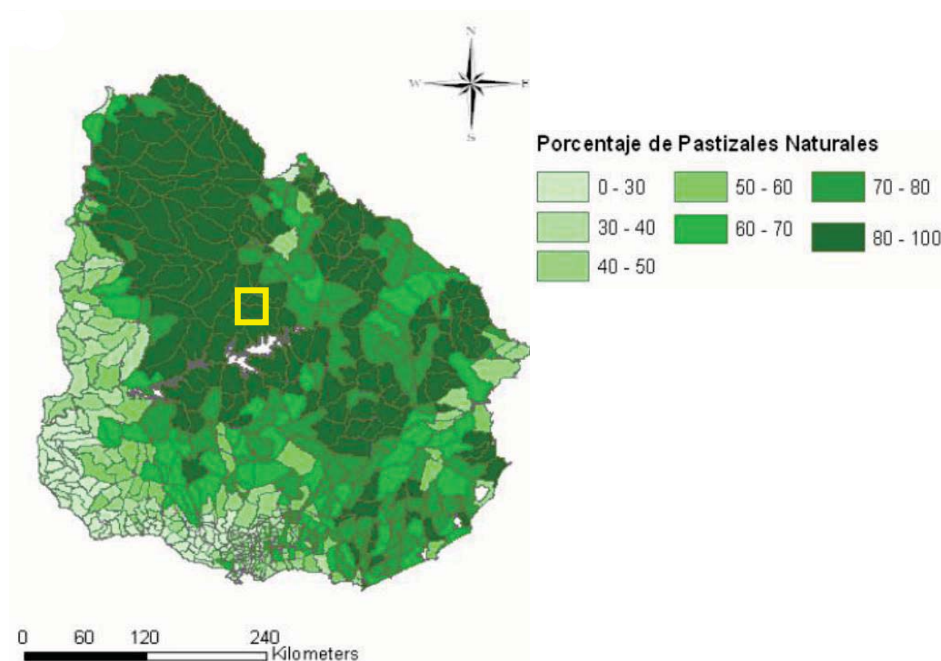 N
W E
S
Porcentaje de Pastizales Naturales
0 - 30 50 - 60 70 - 80
30 - 40 60 - 70 80 - 100
40 - 50
0 60 120 240
Kilometers